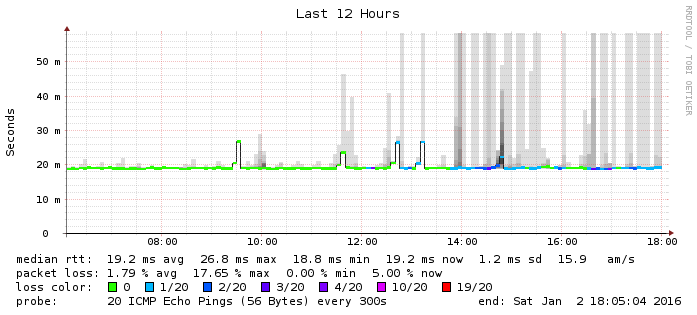 Last 12 Hours
RRDTOOL / TOBI OETIKER
Seconds
50 m
40 m
30 m
20 m
10 m
0
08:00 10:00 12:00 14:00 16:00 18:00
median rtt: 19.2 ms avg 26.8 ms max 18.8 ms min 19.2 ms now 1.2 ms sd 15.9 am/s
packet loss: 1.79 % avg 17.65 % max 0.00 % min 5.00 % now
loss color: 0 1/20 2/20 3/20 4/20 10/20 19/20
probe: 20 ICMP Echo Pings (56 Bytes) every 300s end: Sat Jan 2 18:05:04 2016